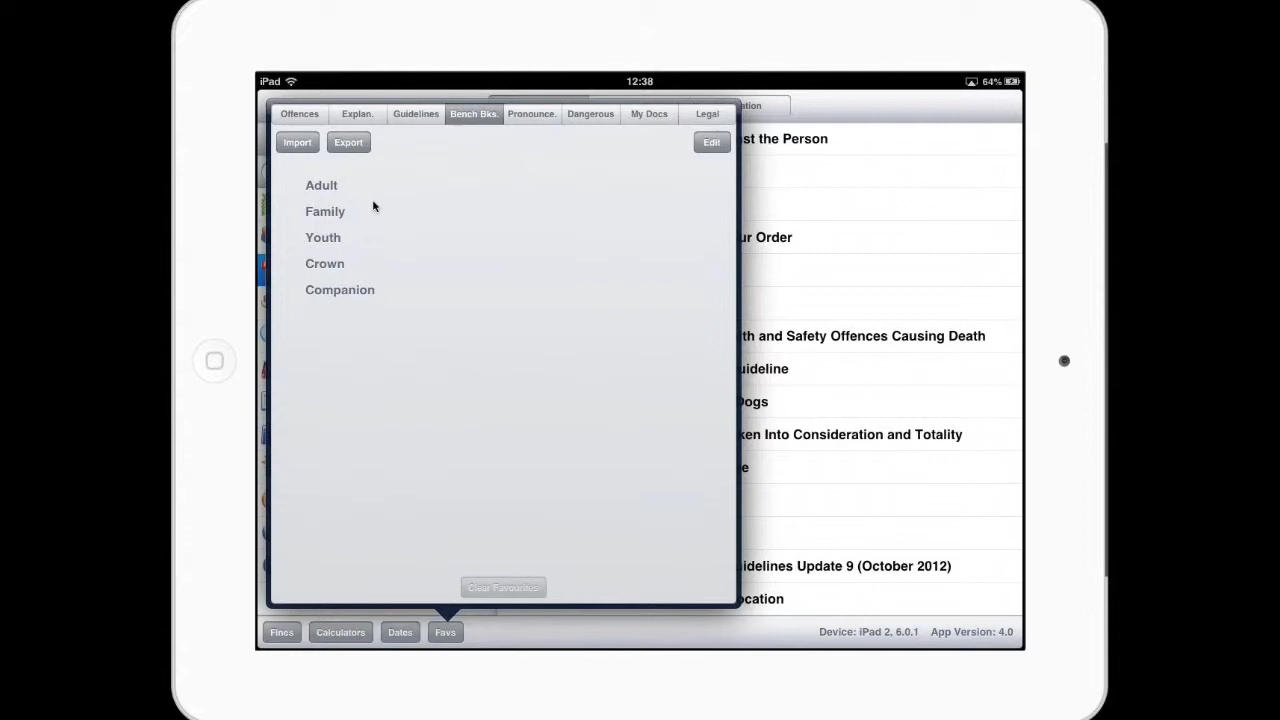 iPad 12:38 64%
Offences Explan. Guidelines Bench Bks. Pronounce. Dangerous My Docs Legal
Import Export Edit
Adult
Family
Youth
Crown
Companion
Clear Favourites
st the Person
ur Order
th and Safety Offences Causing Death
uideline
Dogs
ken Into Consideration and Totality
e
idelines Update 9 (October 2012)
ocation
Fines Calculators Dates Favs Device: iPad 2, 6.0.1 App Version: 4.0